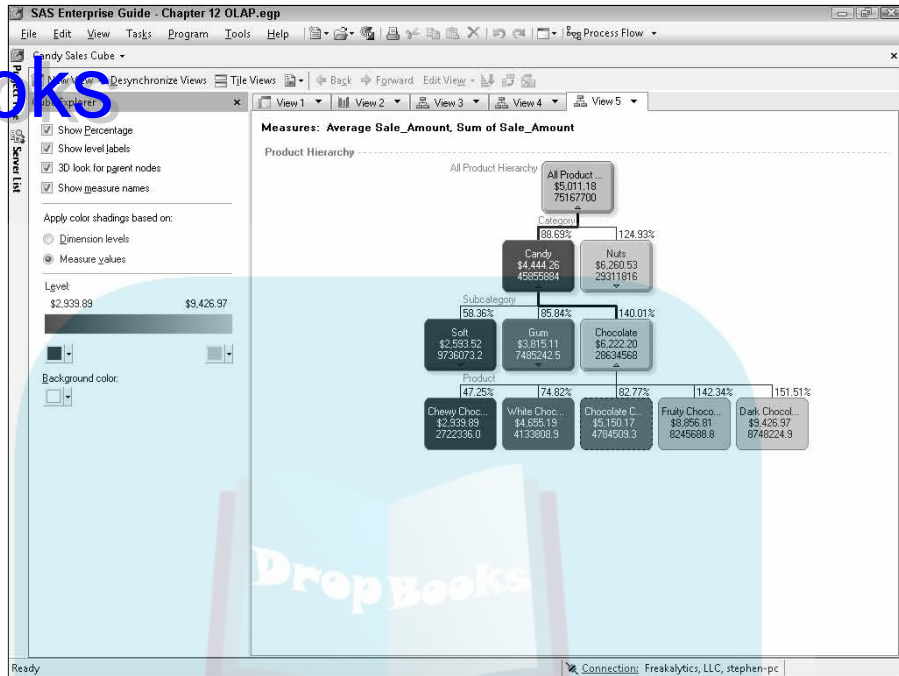 SAS Enterprise Guide - Chapter 12 OLAP.egp
File Edit View Tasks Program Tools Help Process Flow
Candy Sales Cube
ooks
View Desynchronize Views Tile Views Back Forward Edit View
Explorer
Server List
View 1 View 2 View 3 View 4 View 5
Show Percentage
Show level labels
3D look for parent nodes
Show measure names
Apply color shadings based on:
Dimension levels
Measure values
Level:
$2,939.89 $9,426.97
Background color:
Measures: Average Sale_Amount, Sum of Sale_Amount
Product Hierarchy
All Product Hierarchy
All Product ...
$5,011.18
75167700
Category
88.69% 124.93%
Candy
$4,444.26
45855884
Nuts
$6,260.53
29311816
Subcategory
58.36% 85.84% 140.01%
Soft
$2,593.52
9736073.2
Gum
$3,815.11
7485242.5
Chocolate
$6,222.20
28634568
Product
47.25% 74.82% 82.77% 142.34% 151.51%
Chewy Choc...
$2,939.89
2722336.0
White Choc...
$4,655.19
4133808.9
Chocolate C...
$5,150.17
4784509.3
Fruity Choco...
$8,856.81
8245688.8
Dark Chocol...
$9,426.97
8748224.9
DropBooks
Ready
Connection: Freakalytics, LLC, stephen-pc